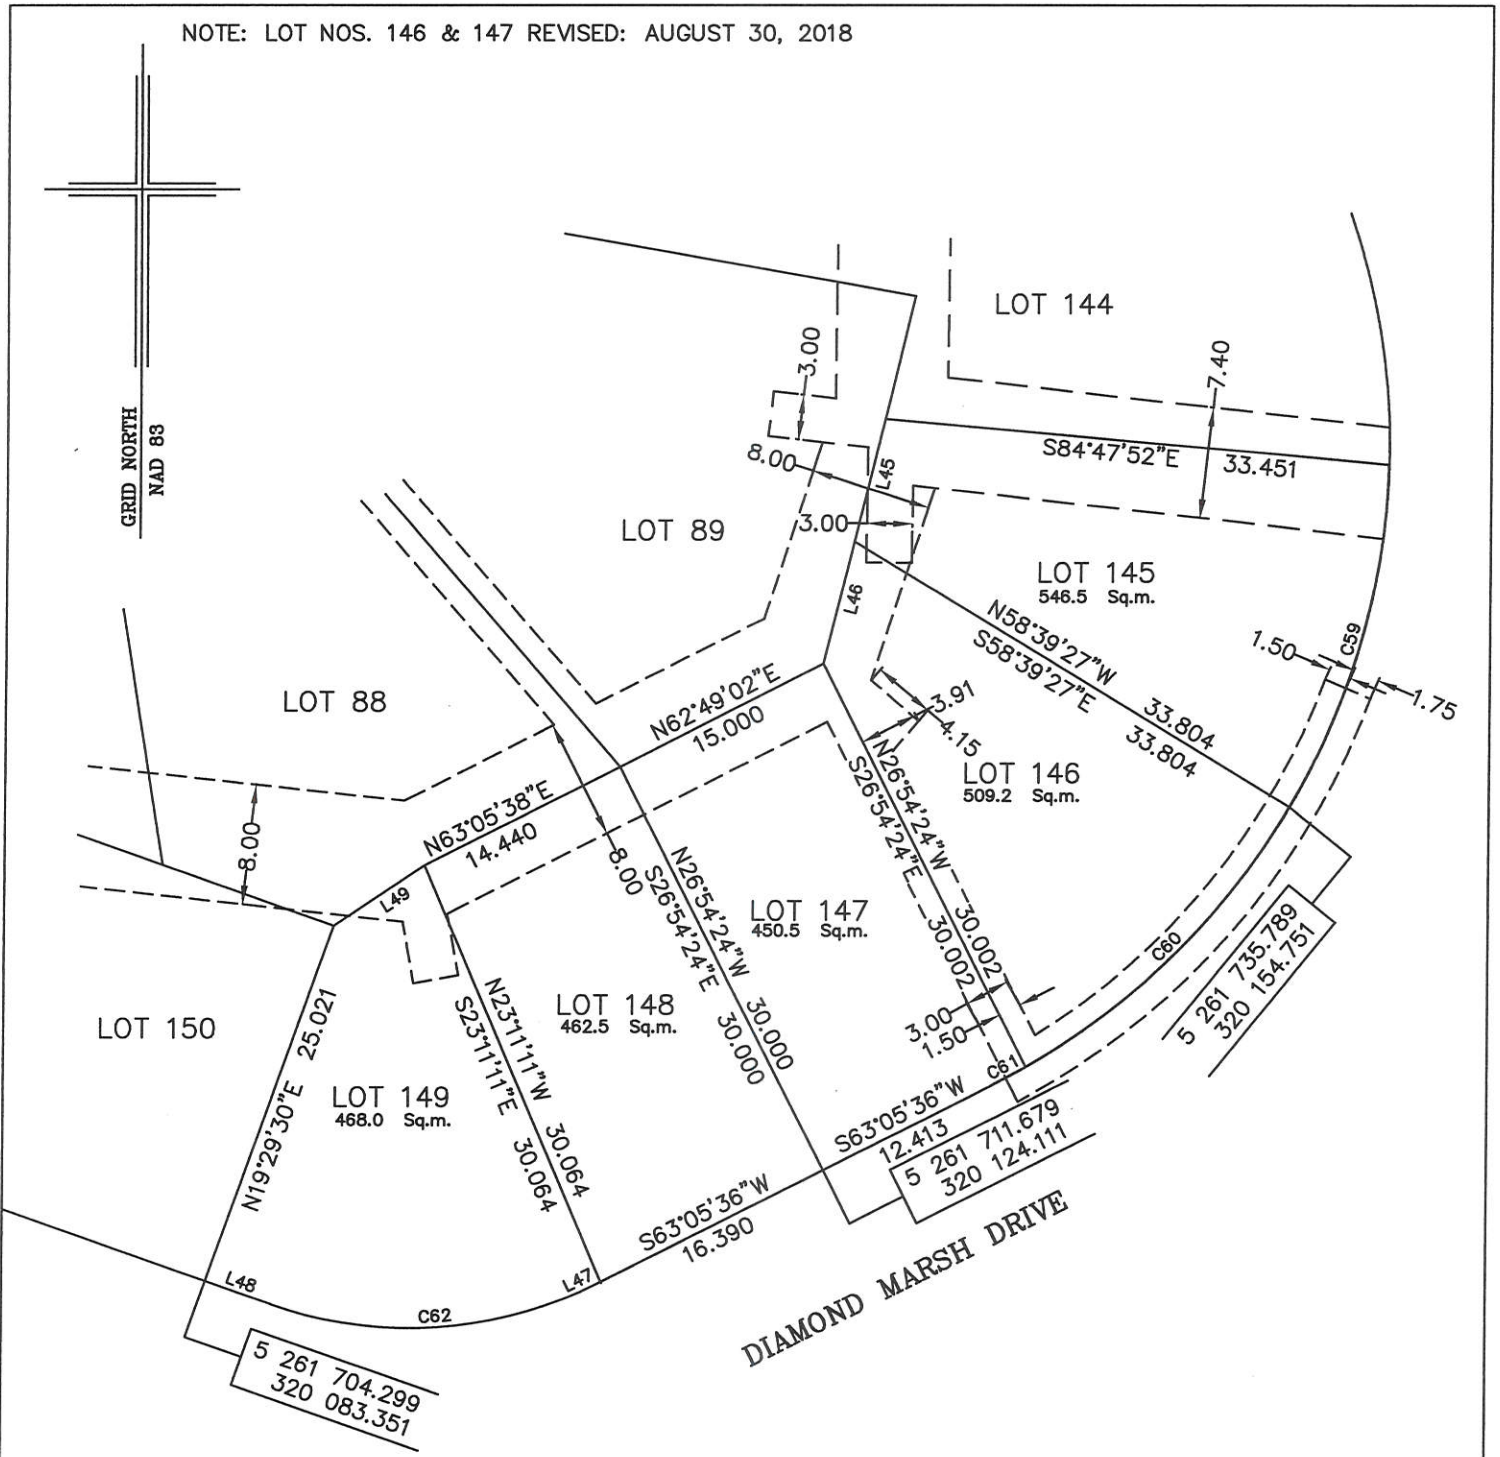 NOTE: LOT NOS. 146 & 147 REVISED: AUGUST 30, 2018
GRID NORTH
NAD 83
LOT 144
3.00
7.40
S84°47'52"E 33.451
8.00
L45
LOT 89
3.00
LOT 145
546.5 Sq.m.
L46
N58°39'27"W 33.804
S58°39'27"E 33.804
C59
1.50
1.75
LOT 88
N62°49'02"E
15.000
3.91
4.15
LOT 146
509.2 Sq.m.
N26°54'24"W 30.002
S26°54'24"E 30.002
8.00
N63°05'38"E
14.440
8.00
L49
N26°54'24"W 30.000
S26°54'24"E 30.000
LOT 147
450.5 Sq.m.
C60
5 261 735.789
320 154.751
LOT 150
N19°29'30"E 25.021
LOT 148
462.5 Sq.m.
N23°11'11"W 30.064
S23°11'11"E 30.064
3.00
1.50
C61
LOT 149
468.0 Sq.m.
S63°05'36"W
12.413
5 261 711.679
320 124.111
S63°05'36"W
16.390
L47
L48
C62
DIAMOND MARSH DRIVE
5 261 704.299
320 083.351